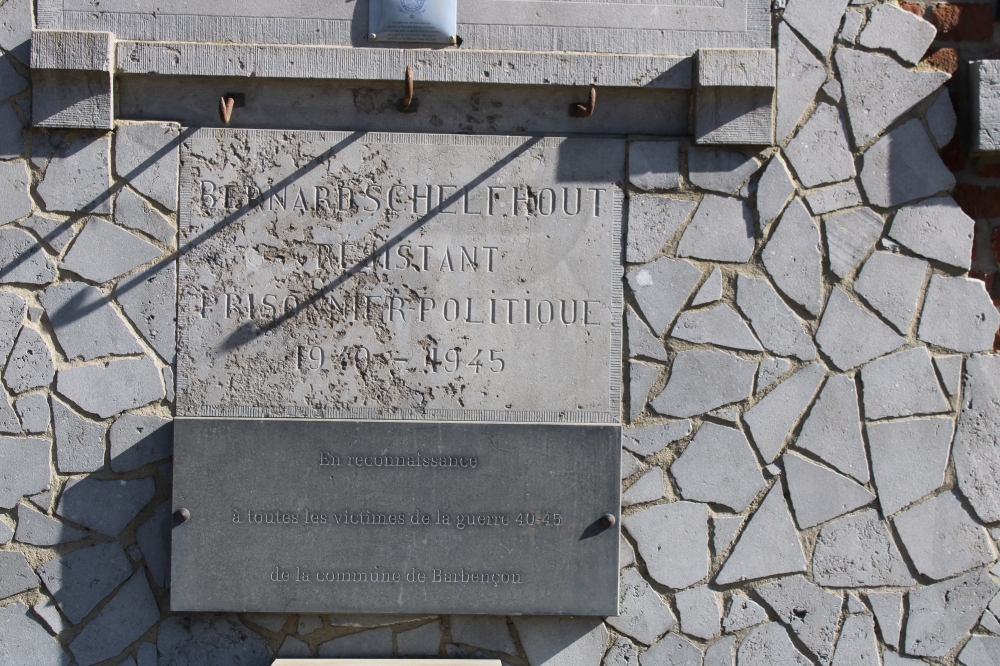 BERNARD SCHELFHOUT
RESISTANT
PRISONNIER-POLITIQUE
1940 - 1945
En reconnaissance
à toutes les victimes de la guerre 40-45
de la commune de Barbençon